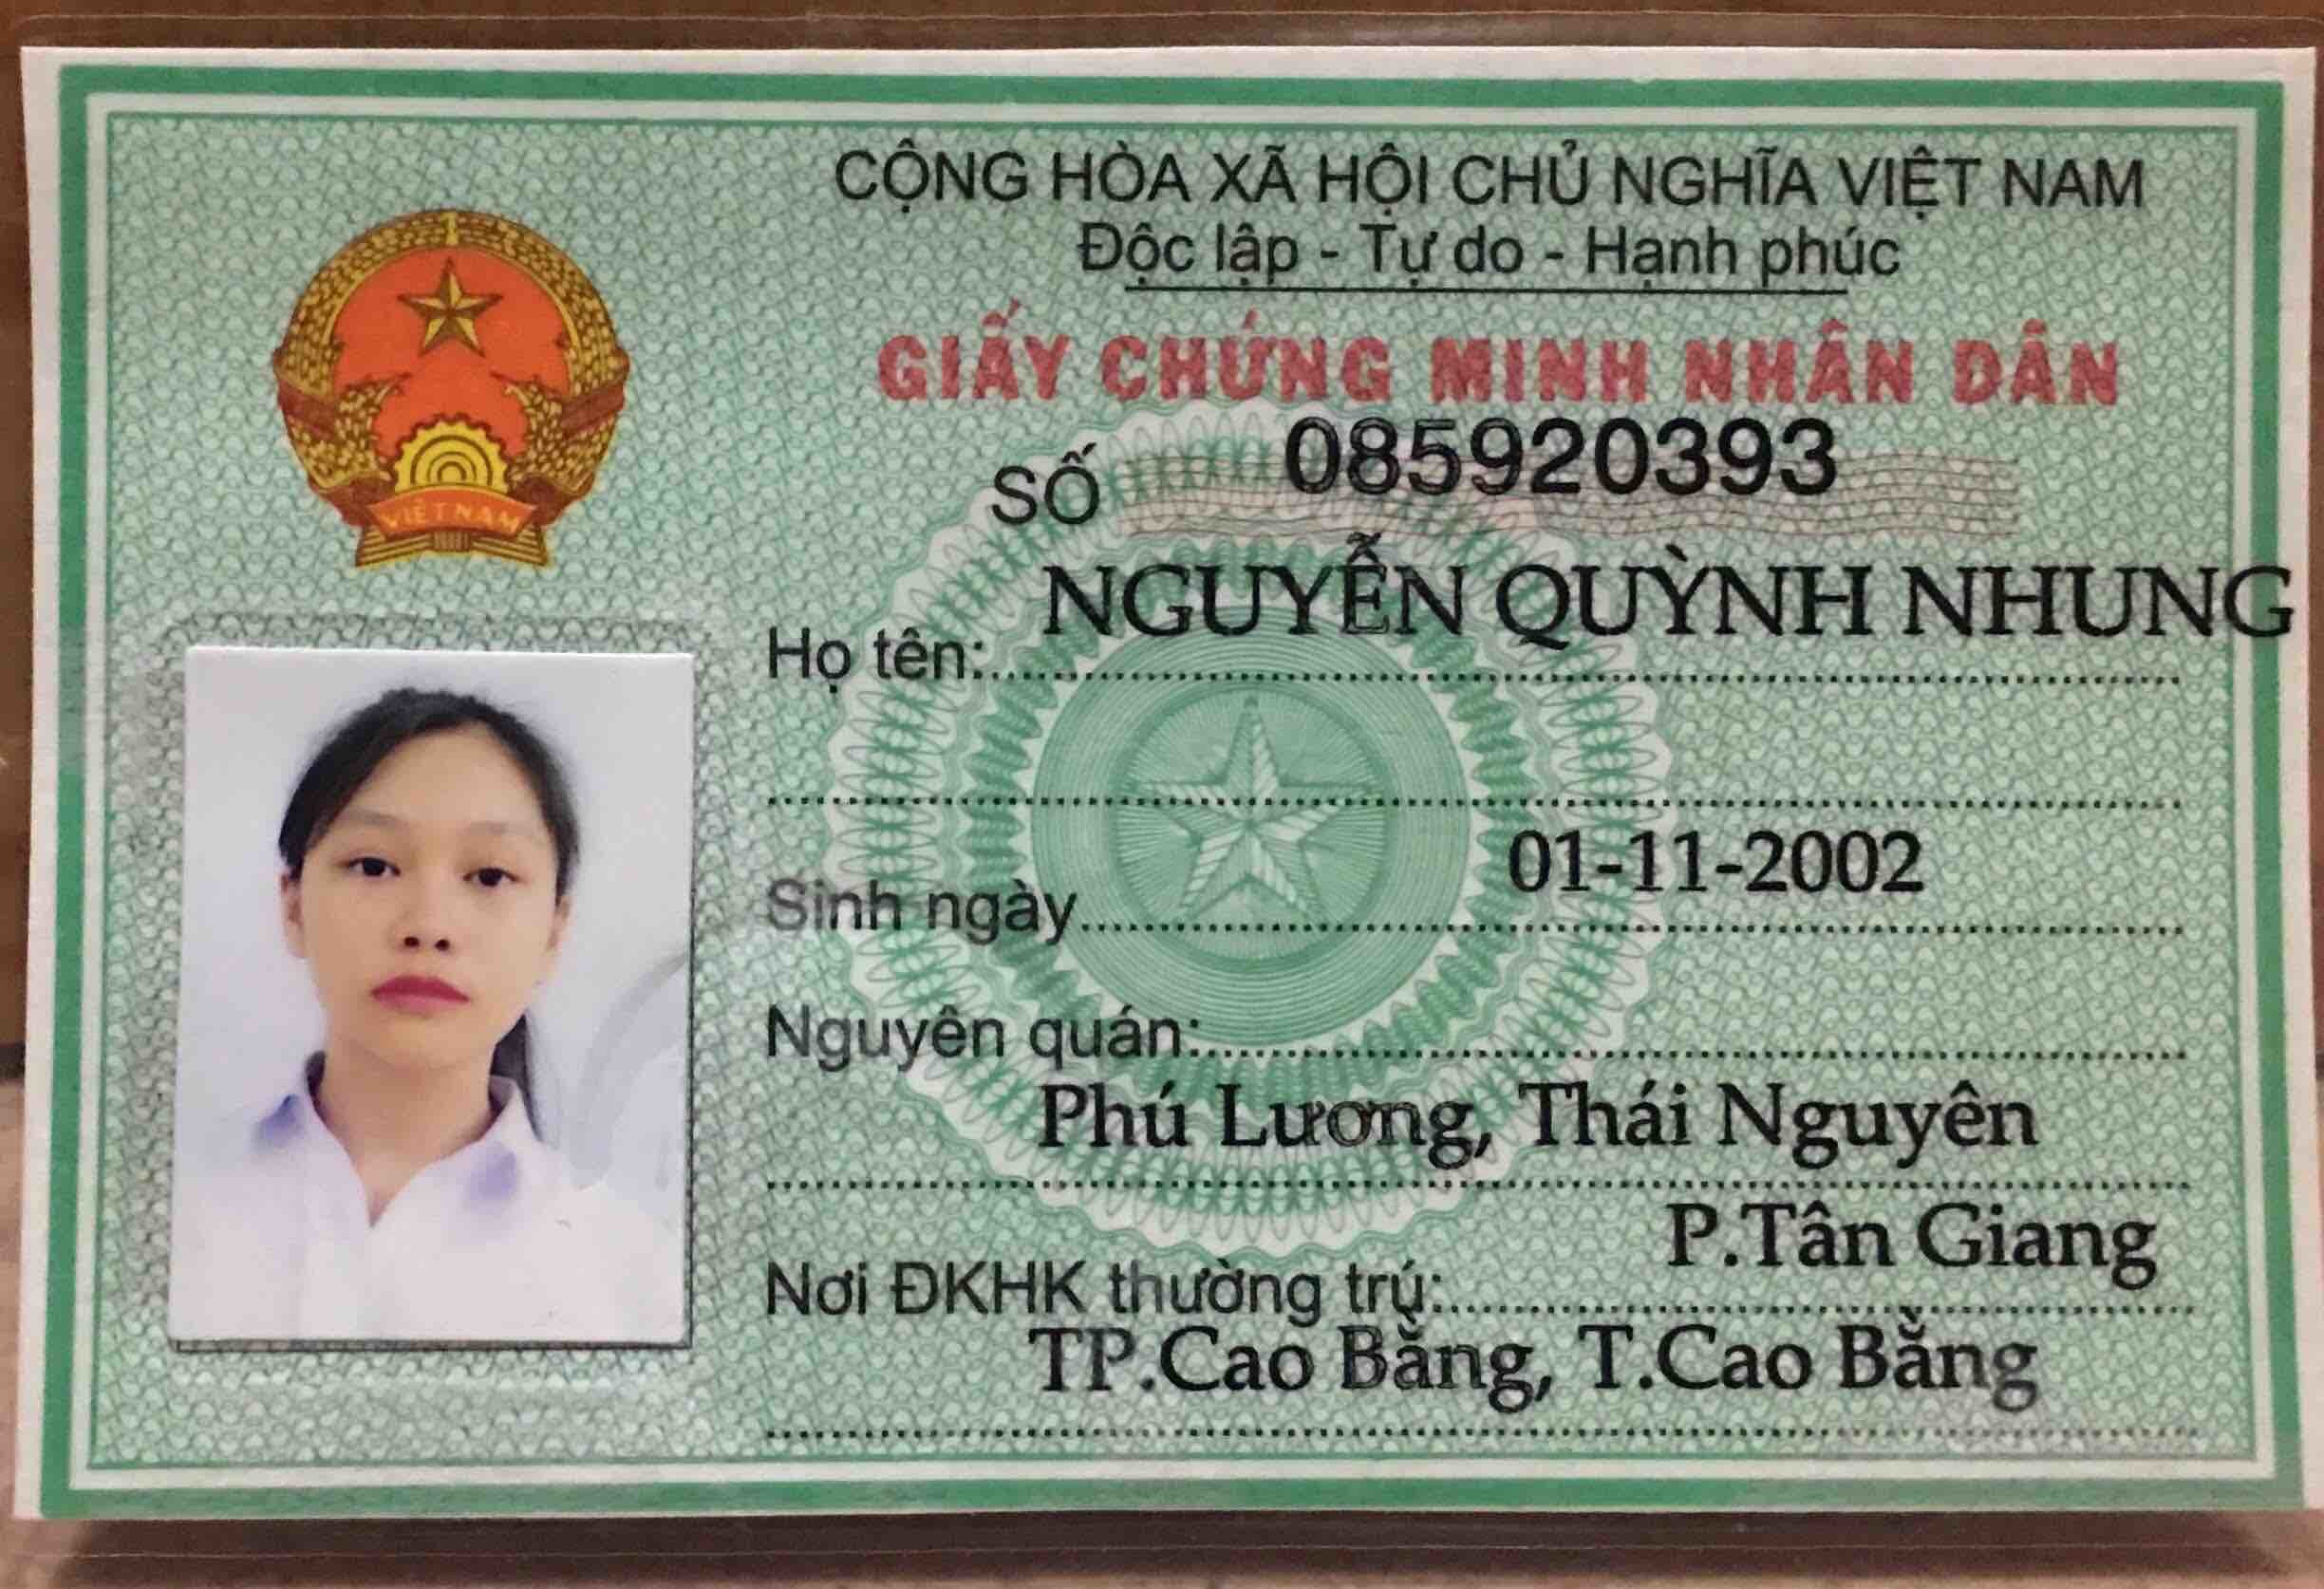 CỘNG HÒA XÃ HỘI CHỦ NGHĨA VIỆT NAM
Độc lập - Tự do - Hạnh phúc
GIẤY CHỨNG MINH NHÂN DÂN
SỐ 085920393
VIỆT NAM
Họ tên: NGUYỄN QUỲNH NHUNG
Sinh ngày 01-11-2002
Nguyên quán:
Phú Lương, Thái Nguyên
Nơi ĐKHK thường trú: P.Tân Giang
TP.Cao Bằng, T.Cao Bằng